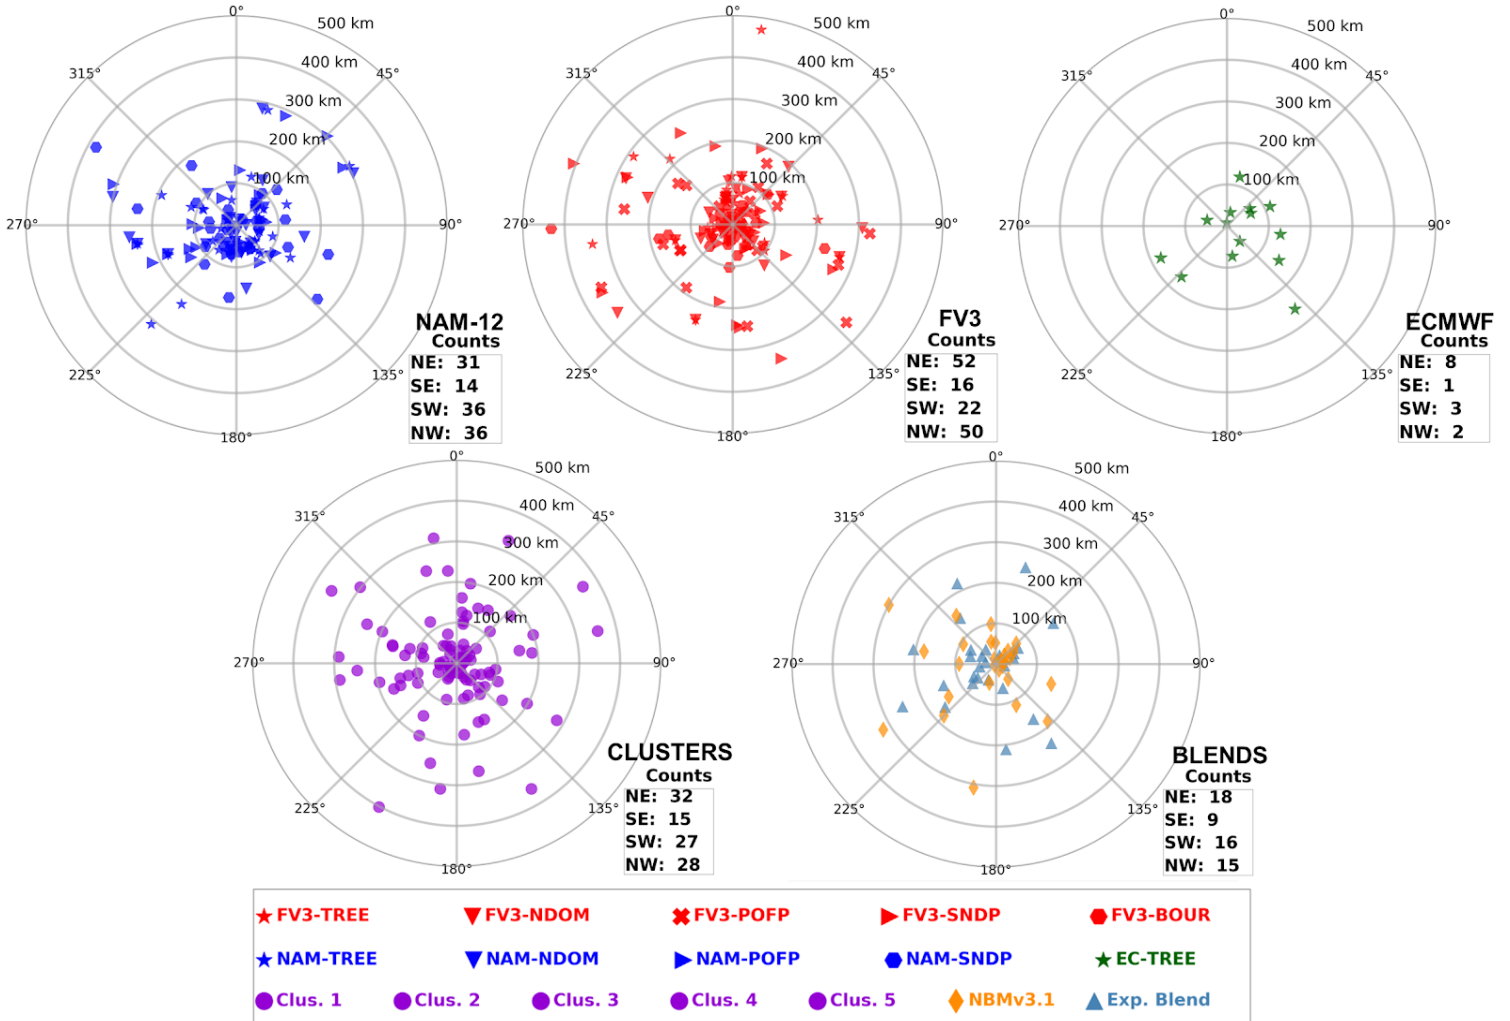 0°
500 km
400 km
315°
45°
300 km
200 km
100 km
270°
90°
225°
135°
180°
NAM-12
Counts
NE: 31
SE: 14
SW: 36
NW: 36
0°
500 km
400 km
315°
45°
300 km
200 km
100 km
270°
90°
225°
135°
180°
FV3
Counts
NE: 52
SE: 16
SW: 22
NW: 50
0°
500 km
400 km
315°
45°
300 km
200 km
100 km
270°
90°
225°
135°
180°
ECMWF
Counts
NE: 8
SE: 1
SW: 3
NW: 2
0°
500 km
400 km
315°
45°
300 km
200 km
100 km
270°
90°
225°
135°
180°
CLUSTERS
Counts
NE: 32
SE: 15
SW: 27
NW: 28
0°
500 km
400 km
315°
45°
300 km
200 km
100 km
270°
90°
225°
135°
180°
BLENDS
Counts
NE: 18
SE: 9
SW: 16
NW: 15
FV3-TREE FV3-NDOM FV3-POFP FV3-SNDP FV3-BOUR
NAM-TREE NAM-NDOM NAM-POFP NAM-SNDP EC-TREE
Clus. 1 Clus. 2 Clus. 3 Clus. 4 Clus. 5 NBMv3.1 Exp. Blend